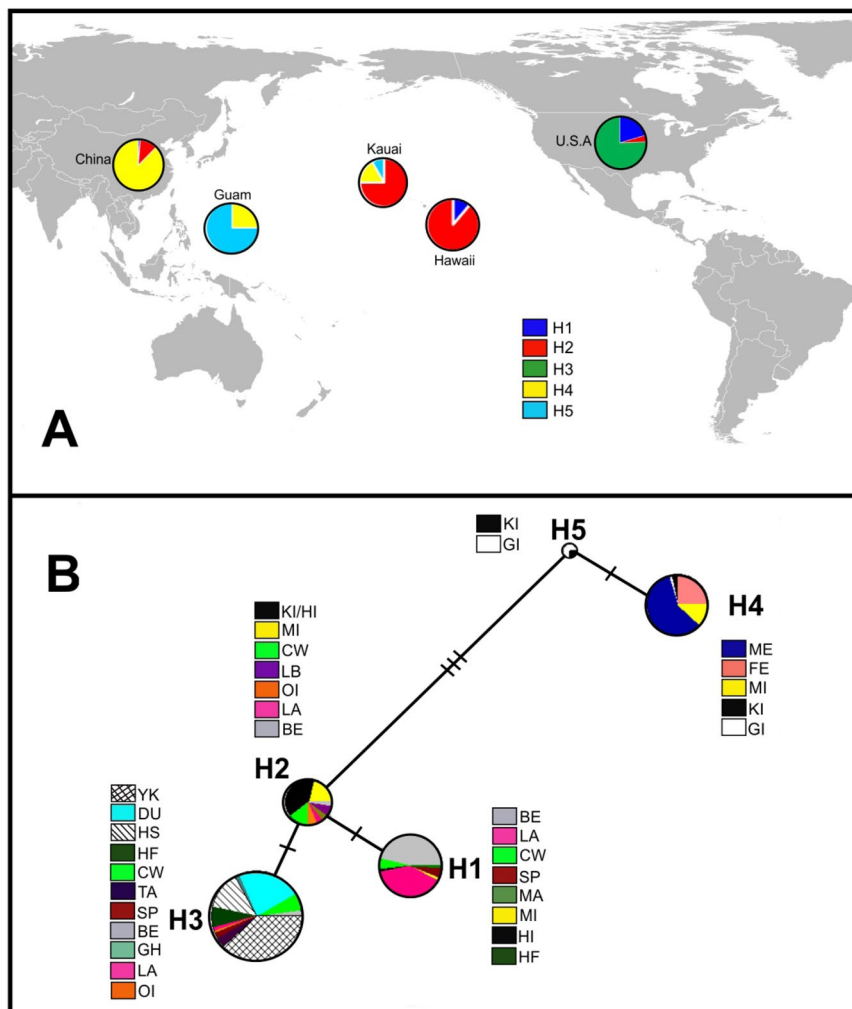 China
Guam
Kauai
Hawaii
U.S.A
H1
H2
H3
H4
H5
A
B
KI
GI
H5
H4
ME
FE
MI
KI
GI
KI/HI
MI
CW
LB
OI
LA
BE
H2
YK
DU
HS
HF
CW
TA
SP
BE
GH
LA
OI
H3
H1
BE
LA
CW
SP
MA
MI
HI
HF